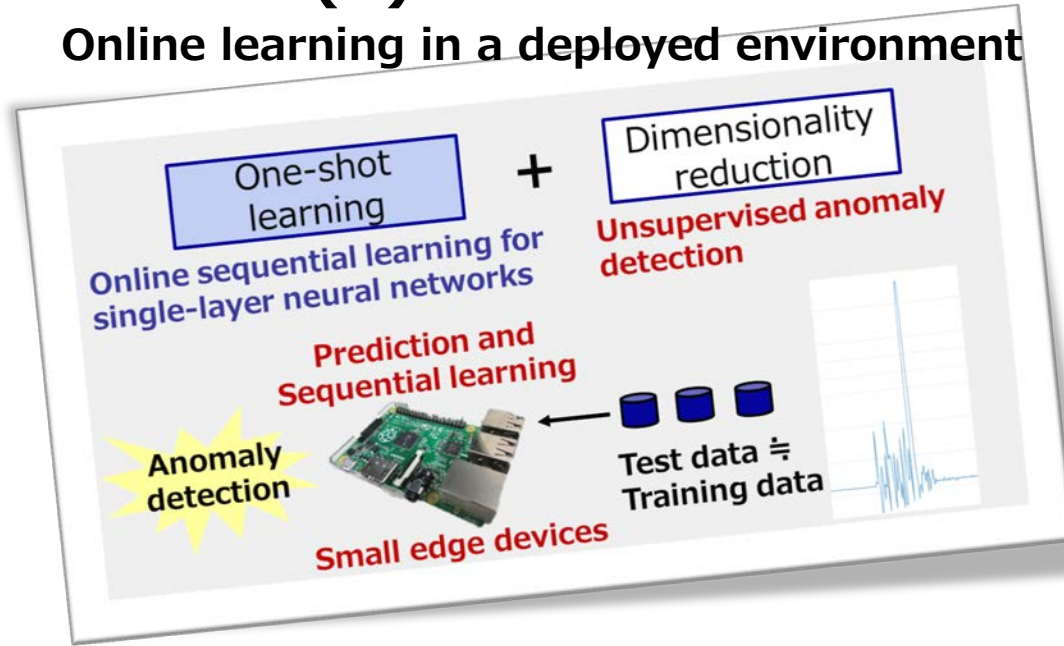 Online learning in a deployed environment
One-shot
learning
+
Dimensionality
reduction
Online sequential learning for
single-layer neural networks
Unsupervised anomaly
detection
Prediction and
Sequential learning
Anomaly
detection
Test data ≒
Training data
Small edge devices